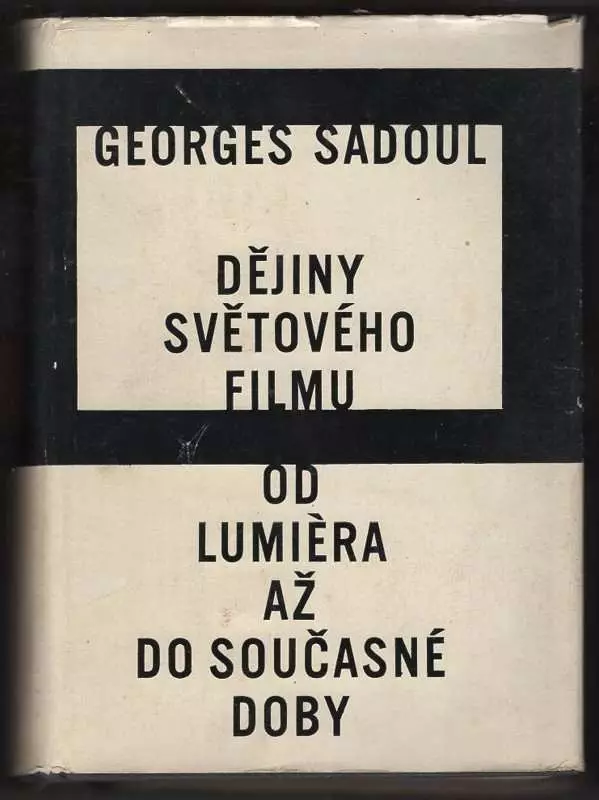 GEORGES SADOUL
DĚJINY
SVĚTOVÉHO
FILMU
OD
LUMIÈRA
AŽ
DO SOUČASNÉ
DOBY